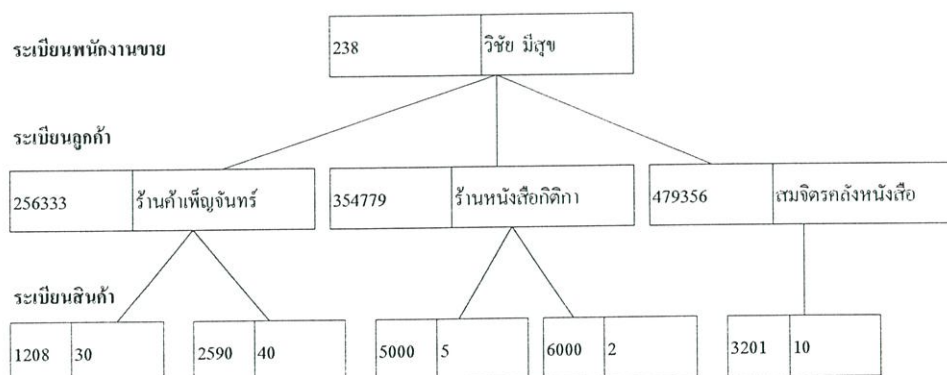 ระเบียนพนักงานขาย
238 วิชัย มีสุข
ระเบียนลูกค้า
256333 ร้านค้าเพ็ญจันทร์ 354779 ร้านหนังสือกิติกา 479356 สมจิตรคลังหนังสือ
ระเบียนสินค้า
1208 30 2590 40 5000 5 6000 2 3201 10